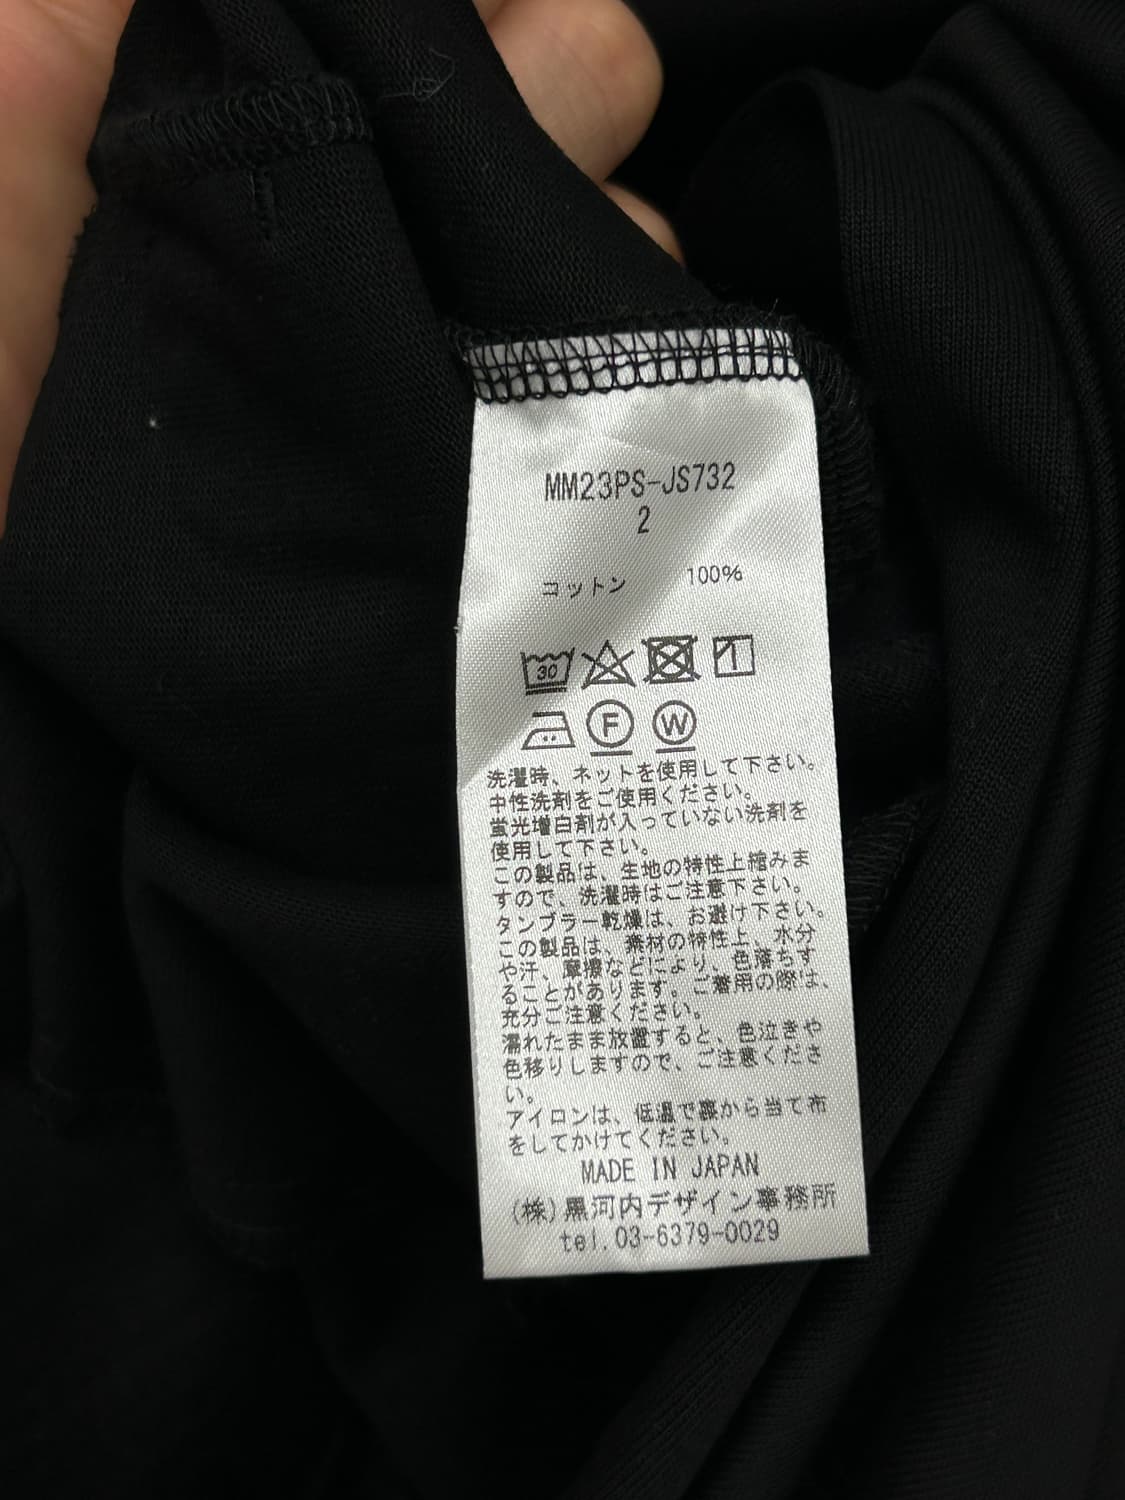 MM23PS-JS732
2
コットン 100%
30
F W
洗濯時、ネットを使用して下さい。
中性洗剤をご使用ください。
蛍光増白剤が入っていない洗剤を
使用して下さい。
この製品は、生地の特性上縮みま
すので、洗濯時はご注意下さい。
タンブラー乾燥は、お避け下さい。
この製品は、素材の特性上、水分
や汗、摩擦などにより、色落ちす
ることがあります。ご着用の際は、
充分ご注意ください。
濡れたまま放置すると、色泣きや
色移りしますので、ご注意くださ
い。
アイロンは、低温で裏から当て布
をしてかけてください。
MADE IN JAPAN
(株)黒河内デザイン事務所
tel.03-6379-0029